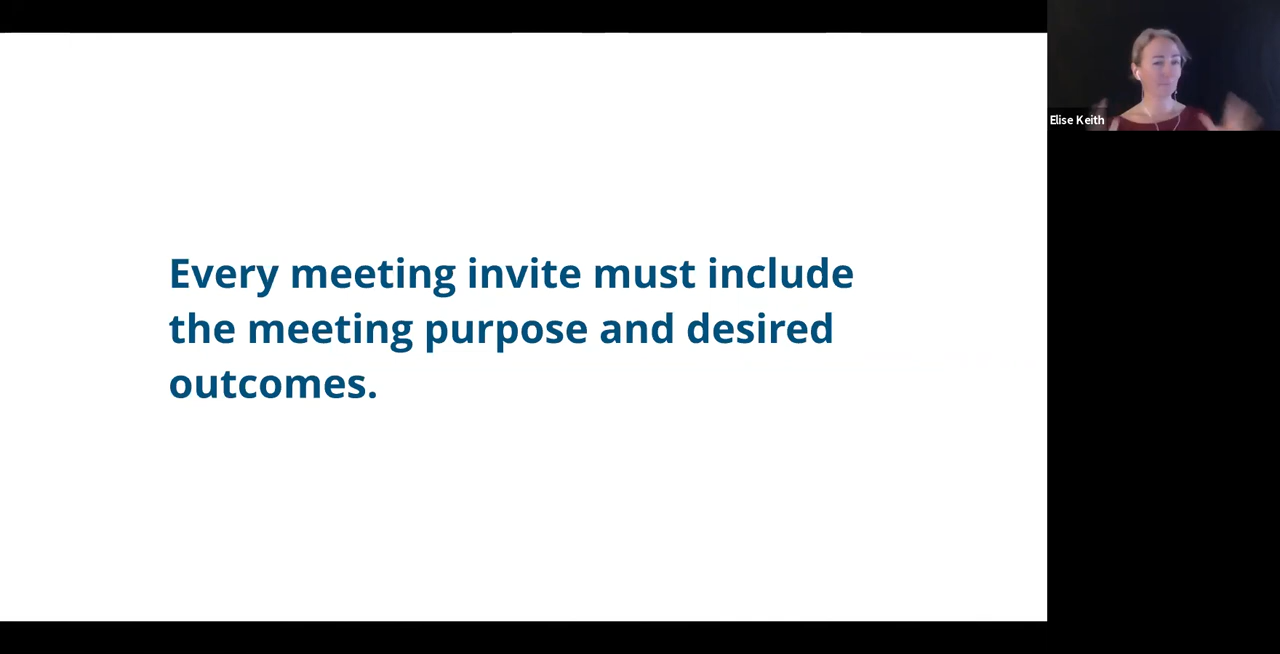 Elise Keith
Every meeting invite must include
the meeting purpose and desired
outcomes.